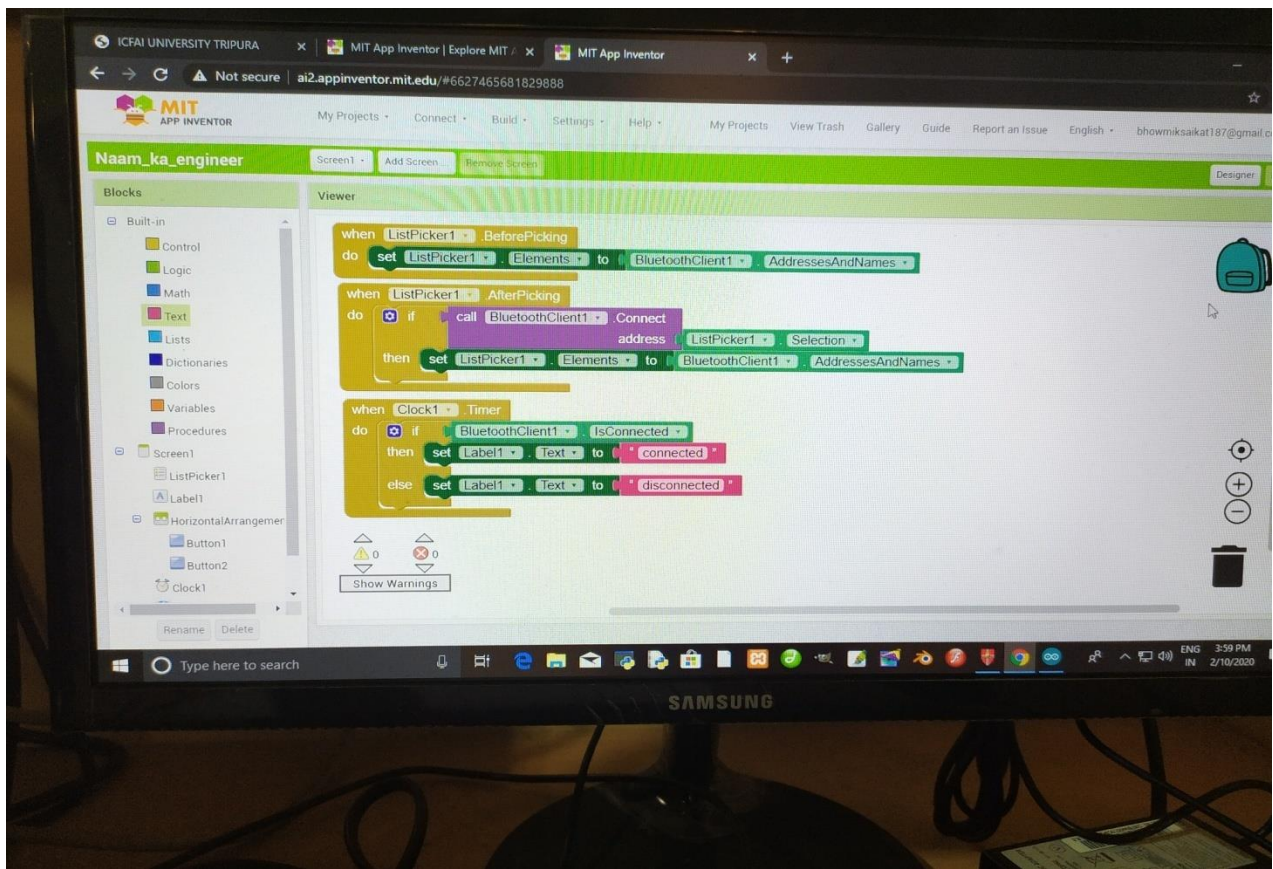 ICFAI UNIVERSITY TRIPURA MIT App Inventor | Explore MIT MIT App Inventor
Not secure ai2.appinventor.mit.edu/#6627465681829888
MIT APP INVENTOR My Projects Connect Build Settings Help My Projects View Trash Gallery Guide Report an Issue English bhowmiksaikat187@gmail.c
Naam_ka_engineer Screen1 Add Screen ... Remove Screen Designer
Blocks
Built-in
Control
Logic
Math
Text
Lists
Dictionaries
Colors
Variables
Procedures
Screen1
ListPicker1
Label1
HorizontalArrangemer
Button1
Button2
Clock1
Rename Delete
Viewer
when ListPicker1 .BeforePicking
do set ListPicker1 . Elements to BluetoothClient1 . AddressesAndNames
when ListPicker1 .AfterPicking
do if call BluetoothClient1 .Connect
address ListPicker1 . Selection
then set ListPicker1 . Elements to BluetoothClient1 . AddressesAndNames
when Clock1 .Timer
do if BluetoothClient1 . IsConnected
then set Label1 . Text to " connected "
else set Label1 . Text to " disconnected "
0 0
Show Warnings
Type here to search ENG 3:59 PM
IN 2/10/2020
SAMSUNG